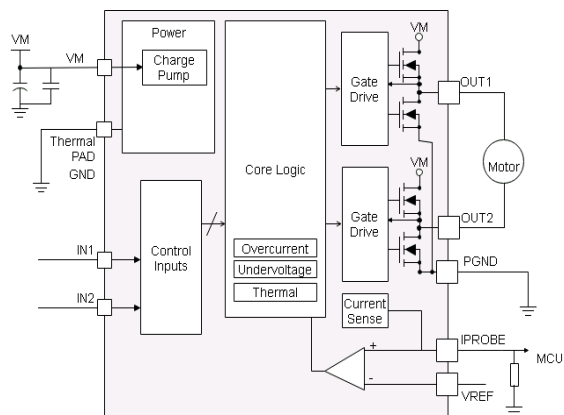 VM
VM
Power
Charge
Pump
Thermal
PAD
GND
Core Logic
Overcurrent
Undervoltage
Thermal
Control
Inputs
IN1
IN2
VM
Gate
Drive
OUT1
Motor
VM
Gate
Drive
OUT2
PGND
Current
Sense
+
-
IPROBE
MCU
VREF